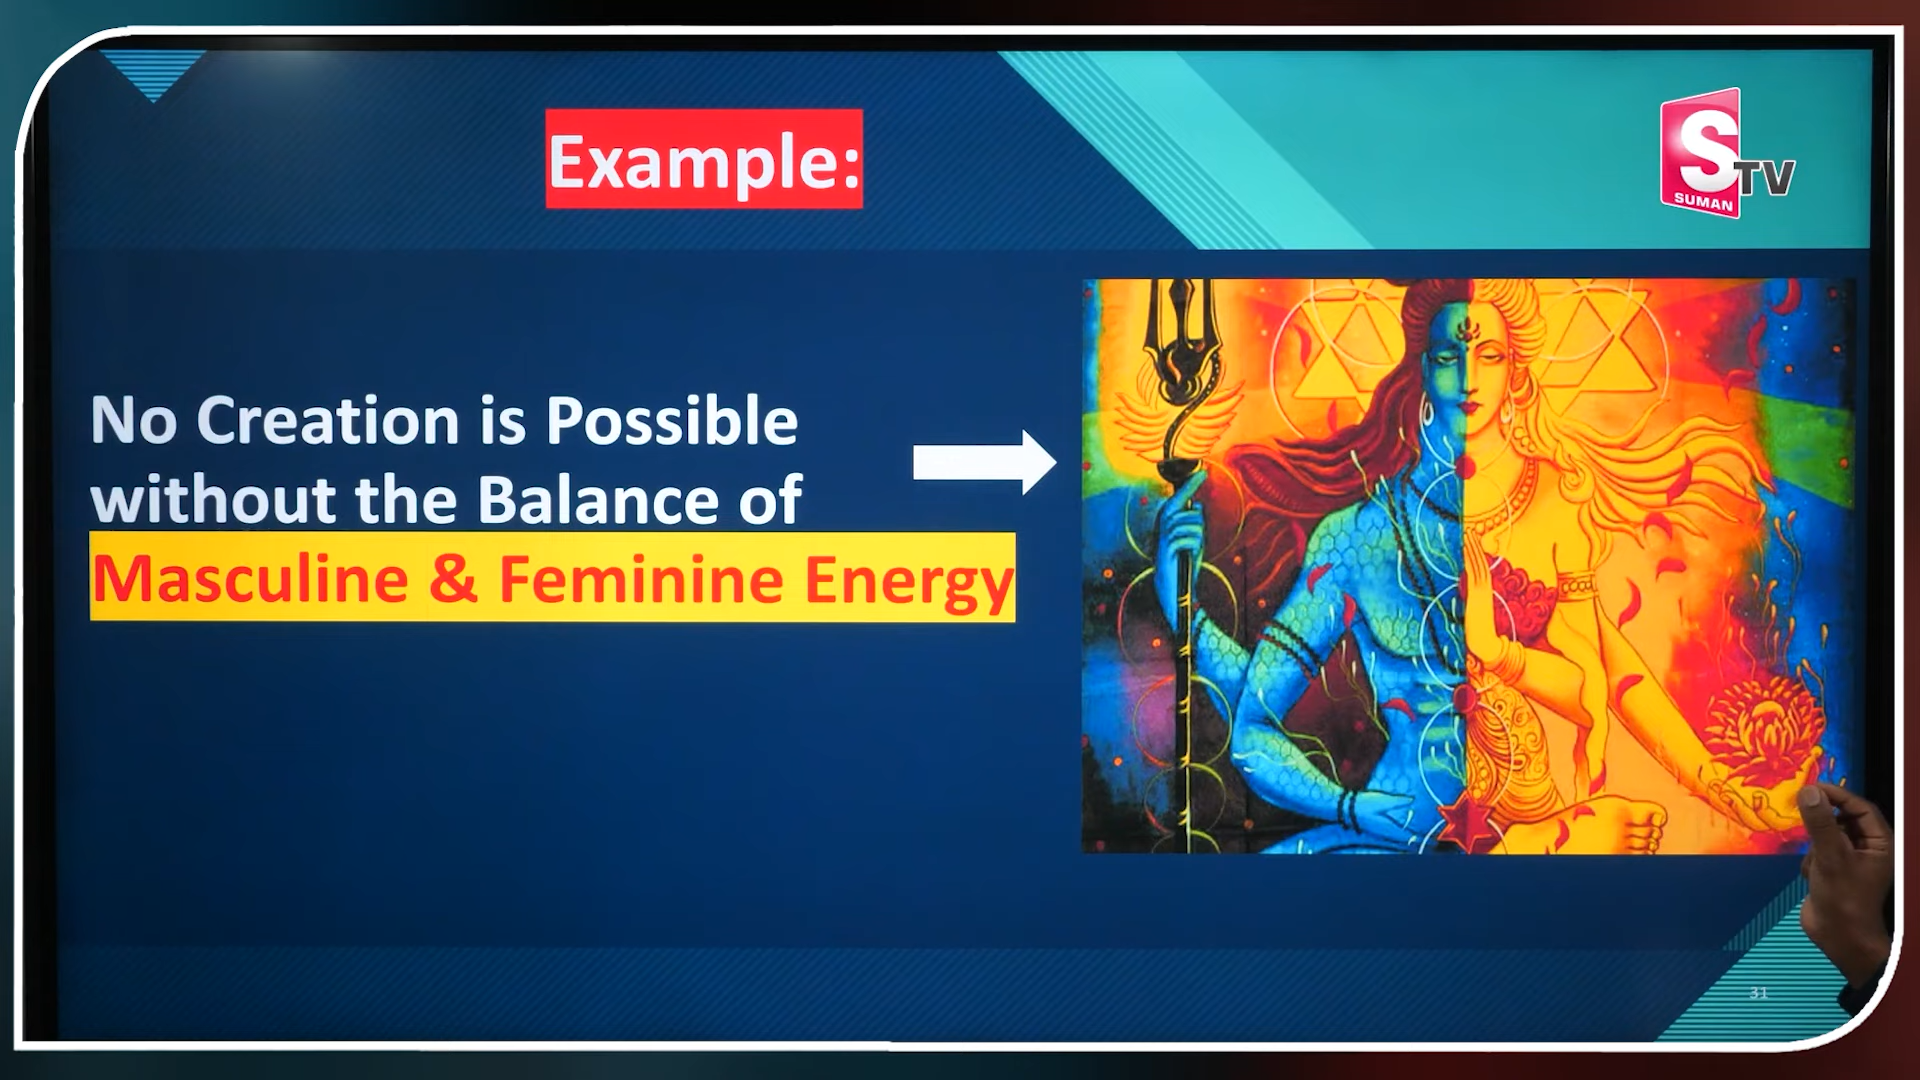 Example:
S TV
SUMAN
No Creation is Possible
without the Balance of
Masculine & Feminine Energy
31